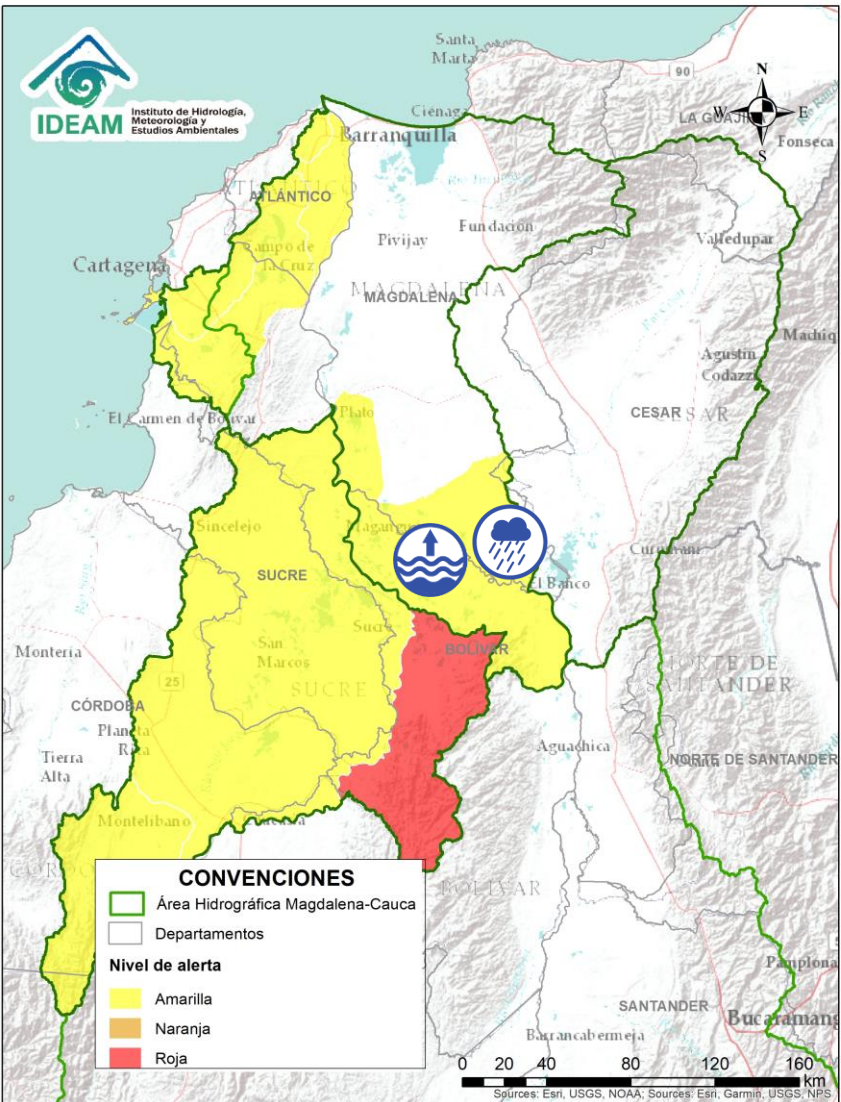 IDEAM
Instituto de Hidrología,
Meteorología y
Estudios Ambientales
Santa
Marta
90
N
W
E
S
LA GUAJI
Ciénaga
Barranquilla
Fonseca
ATLÁNTICO
Fundación
Pivijay
Valledupar
Campo de
la Cruz
Cartagena
MAGDALENA
MAGDALENA
Agustín
Codazzi
Machiq
CESAR
CESAR
El Carmen de Bolívar
Plato
Sincelejo
Magangué
El Banco
SUCRE
Sucre
BOLÍVAR
Montería
San
Marcos
SUCRE
25
CÓRDOBA
Planeta
Rica
Tierra
Alta
NORTE DE
SANTANDER
Aguachica
NORTE DE SANTANDER
Montelíbano
BOLÍVAR
CONVENCIONES
Área Hidrográfica Magdalena-Cauca
Departamentos
Nivel de alerta
Amarilla
Naranja
Roja
Pamplona
SANTANDER
Bucaramang
Barrancabermeja
0 20 40 80 120 160
km
Sources: Esri, USGS, NOAA; Sources: Esri, Garmin, USGS, NPS